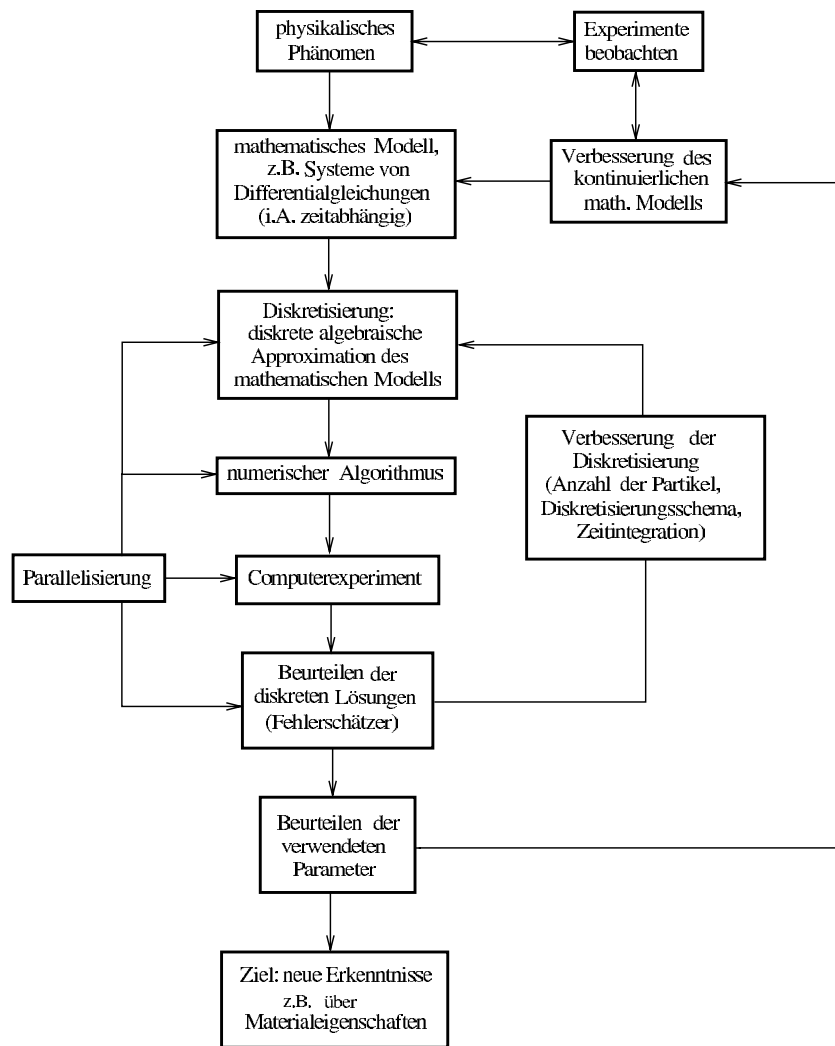 physikalisches
Phänomen
Experimente
beobachten
mathematisches Modell,
z.B. Systeme von
Differentialgleichungen
(i.A. zeitabhängig)
Verbesserung des
kontinuierlichen
math. Modells
Diskretisierung:
diskrete algebraische
Approximation des
mathematischen Modells
Verbesserung der
Diskretisierung
(Anzahl der Partikel,
Diskretisierungsschema,
Zeitintegration)
numerischer Algorithmus
Parallelisierung
Computerexperiment
Beurteilen der
diskreten Lösungen
(Fehlerschätzer)
Beurteilen der
verwendeten
Parameter
Ziel: neue Erkenntnisse
z.B. über
Materialeigenschaften